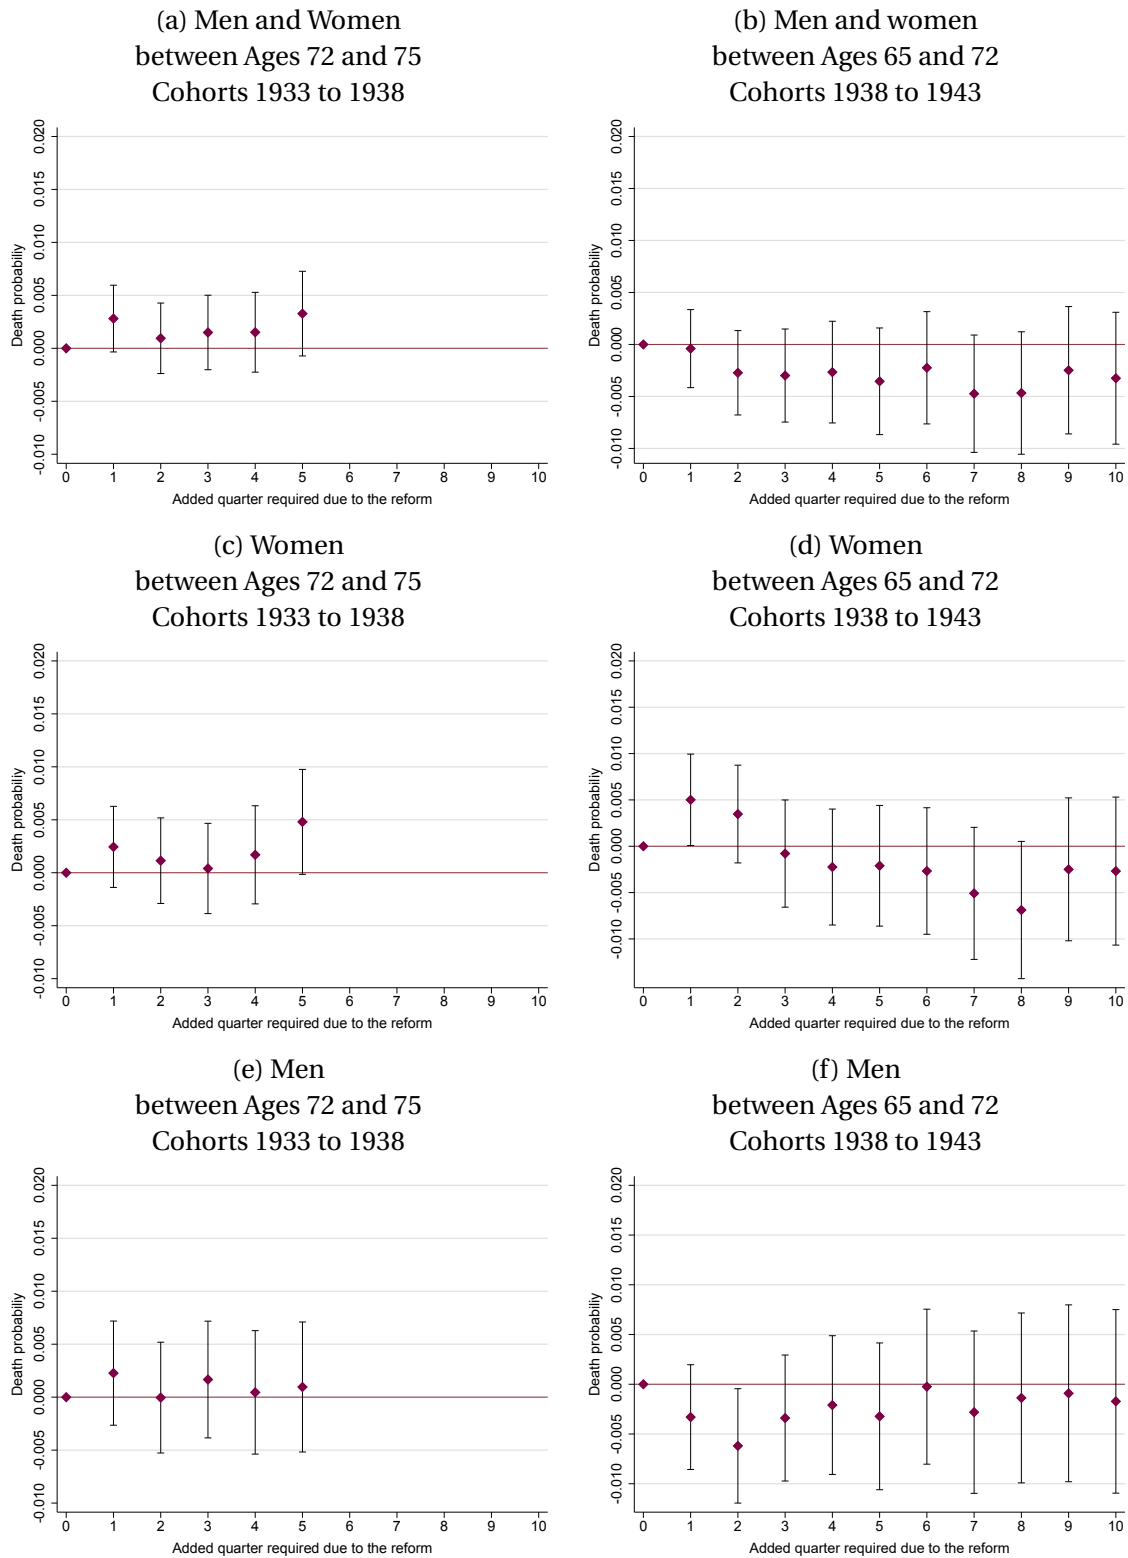 (a) Men and Women
between Ages 72 and 75
Cohorts 1933 to 1938
0.020
0.015
0.010
0.005
0.000
-0.005
-0.010
Death probabiliy
0 1 2 3 4 5 6 7 8 9 10
Added quarter required due to the reform
(b) Men and women
between Ages 65 and 72
Cohorts 1938 to 1943
0.020
0.015
0.010
0.005
0.000
-0.005
-0.010
Death probabiliy
0 1 2 3 4 5 6 7 8 9 10
Added quarter required due to the reform
(c) Women
between Ages 72 and 75
Cohorts 1933 to 1938
0.020
0.015
0.010
0.005
0.000
-0.005
-0.010
Death probabiliy
0 1 2 3 4 5 6 7 8 9 10
Added quarter required due to the reform
(d) Women
between Ages 65 and 72
Cohorts 1938 to 1943
0.020
0.015
0.010
0.005
0.000
-0.005
-0.010
Death probabiliy
0 1 2 3 4 5 6 7 8 9 10
Added quarter required due to the reform
(e) Men
between Ages 72 and 75
Cohorts 1933 to 1938
0.020
0.015
0.010
0.005
0.000
-0.005
-0.010
Death probabiliy
0 1 2 3 4 5 6 7 8 9 10
Added quarter required due to the reform
(f) Men
between Ages 65 and 72
Cohorts 1938 to 1943
0.020
0.015
0.010
0.005
0.000
-0.005
-0.010
Death probabiliy
0 1 2 3 4 5 6 7 8 9 10
Added quarter required due to the reform